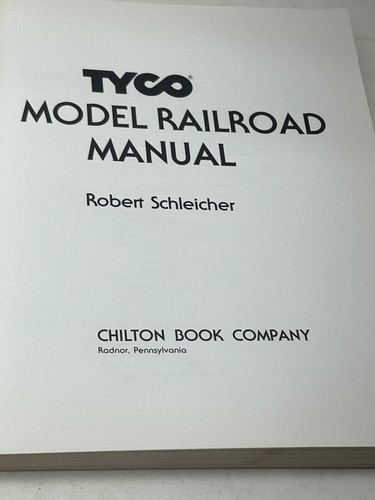 TYCO®
MODEL RAILROAD
MANUAL
Robert Schleicher
CHILTON BOOK COMPANY
Radnor, Pennsylvania